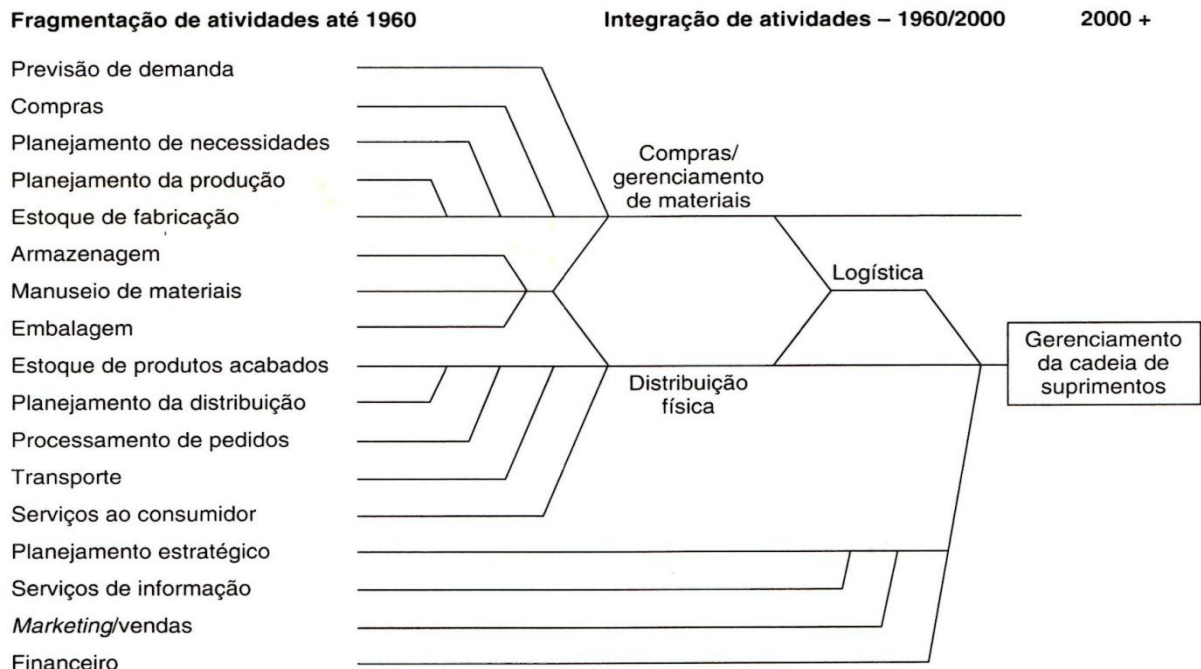 Fragmentação de atividades até 1960
Integração de atividades – 1960/2000
2000 +
Previsão de demanda
Compras
Planejamento de necessidades
Planejamento da produção
Estoque de fabricação
Armazenagem
Manuseio de materiais
Embalagem
Estoque de produtos acabados
Planejamento da distribuição
Processamento de pedidos
Transporte
Serviços ao consumidor
Planejamento estratégico
Serviços de informação
Marketing/vendas
Financeiro
Compras/
gerenciamento
de materiais
Distribuição
física
Logística
Gerenciamento
da cadeia de
suprimentos